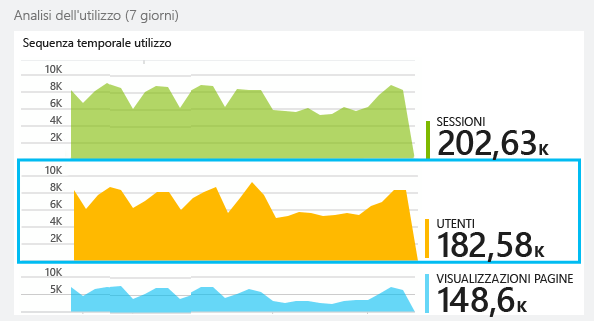 Analisi dell'utilizzo (7 giorni)
Sequenza temporale utilizzo
10K
8K
6K
4K
2K
SESSIONI
202,63K
10K
8K
6K
4K
2K
UTENTI
182,58K
10K
5K
VISUALIZZAZIONI PAGINE
148,6K